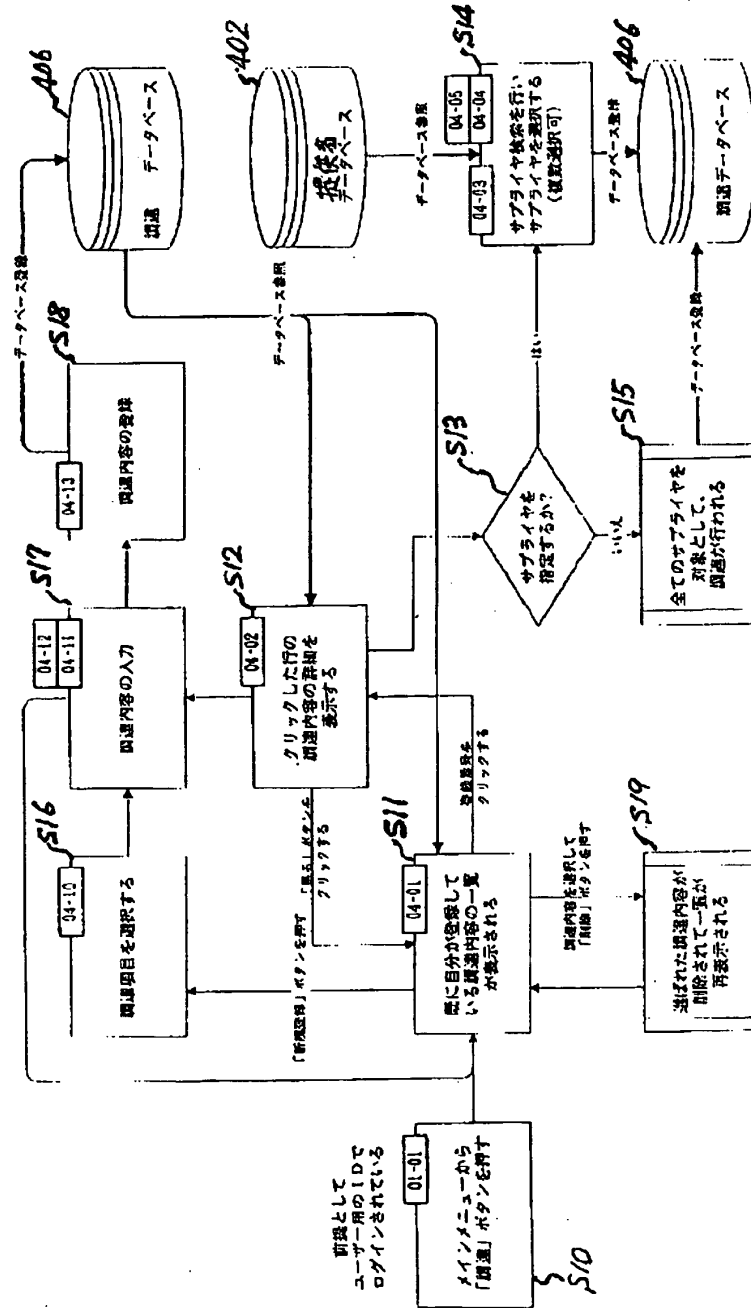 前提として
ユーザー用のIDで
ログインされている
01-01
メインメニューから
「調達」ボタンを押す
S10
04-10
S16
調達項目を選択する
04-12
04-11
S17
調達内容の入力
04-13
S18
調達内容の登録
データベース登録
406
調達 データベース
「新規登録」ボタンを押す
04-01
S11
既に自分が登録して
いる調達内容の一覧
が表示される
「戻る」ボタンを
クリックする
04-02
S12
クリックした行の
調達内容の詳細を
表示する
クリックする
データベース参照
402
提供者
データベース
データベース参照
調達内容を選択して
「削除」ボタンを押す
S19
選ばれた調達内容が
削除されて一覧が
再表示される
S13
サプライヤを
指定するか?
はい
いいえ
04-03
04-05
04-04
S14
サプライヤ検索を行い
サプライヤを選択する
(複数選択可)
データベース登録
S15
全てのサプライヤを
対象として、
調達が行われる
データベース登録
406
調達データベース